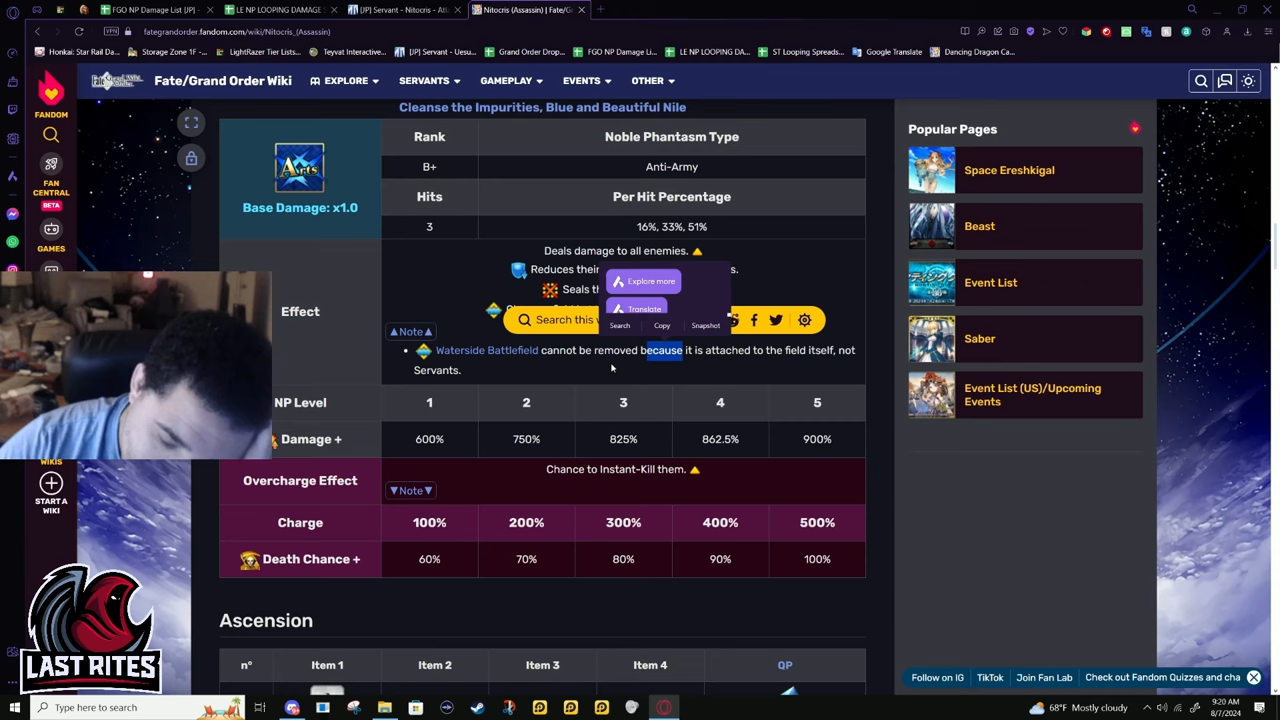 FGO NP Damage List [JP] -
LE NP LOOPING DAMAGE
[JP] Servant - Nitocris - Atl
Nitocris (Assassin) | Fate/G
VPN
fategrandorder.fandom.com/wiki/Nitocris_(Assassin)
Honkai: Star Rail Da...
Storage Zone 1F -...
LightRazer Tier Lists...
Teyvat Interactive...
[JP] Servant - Uesu...
Grand Order Drop...
FGO NP Damage Li...
LE NP LOOPING DA...
ST Looping Spreads...
Google Translate
Dancing Dragon Ca...
Fate/Grand Order Wiki
EXPLORE
SERVANTS
GAMEPLAY
EVENTS
OTHER
FANDOM
FAN CENTRAL
BETA
GAMES
WIKIS
START A WIKI
Cleanse the Impurities, Blue and Beautiful Nile
Arts
Base Damage: x1.0
Rank
Noble Phantasm Type
B+
Anti-Army
Hits
Per Hit Percentage
3
16%, 33%, 51%
Effect
Deals damage to all enemies.
Reduces their
Seals th
Explore more
Translate
Search this w
Search
Copy
Snapshot
▲Note▲
Waterside Battlefield cannot be removed because it is attached to the field itself, not
Servants.
NP Level
1
2
3
4
5
Damage +
600%
750%
825%
862.5%
900%
Overcharge Effect
Chance to Instant-Kill them.
▼Note▼
Charge
100%
200%
300%
400%
500%
Death Chance +
60%
70%
80%
90%
100%
Ascension
n°
Item 1
Item 2
Item 3
Item 4
QP
Popular Pages
Space Ereshkigal
Beast
Event List
Saber
Event List (US)/Upcoming
Events
Follow on IG
TikTok
Join Fan Lab
Check out Fandom Quizzes and cha
LAST RITES
Type here to search
68°F Mostly cloudy
9:20 AM
8/7/2024